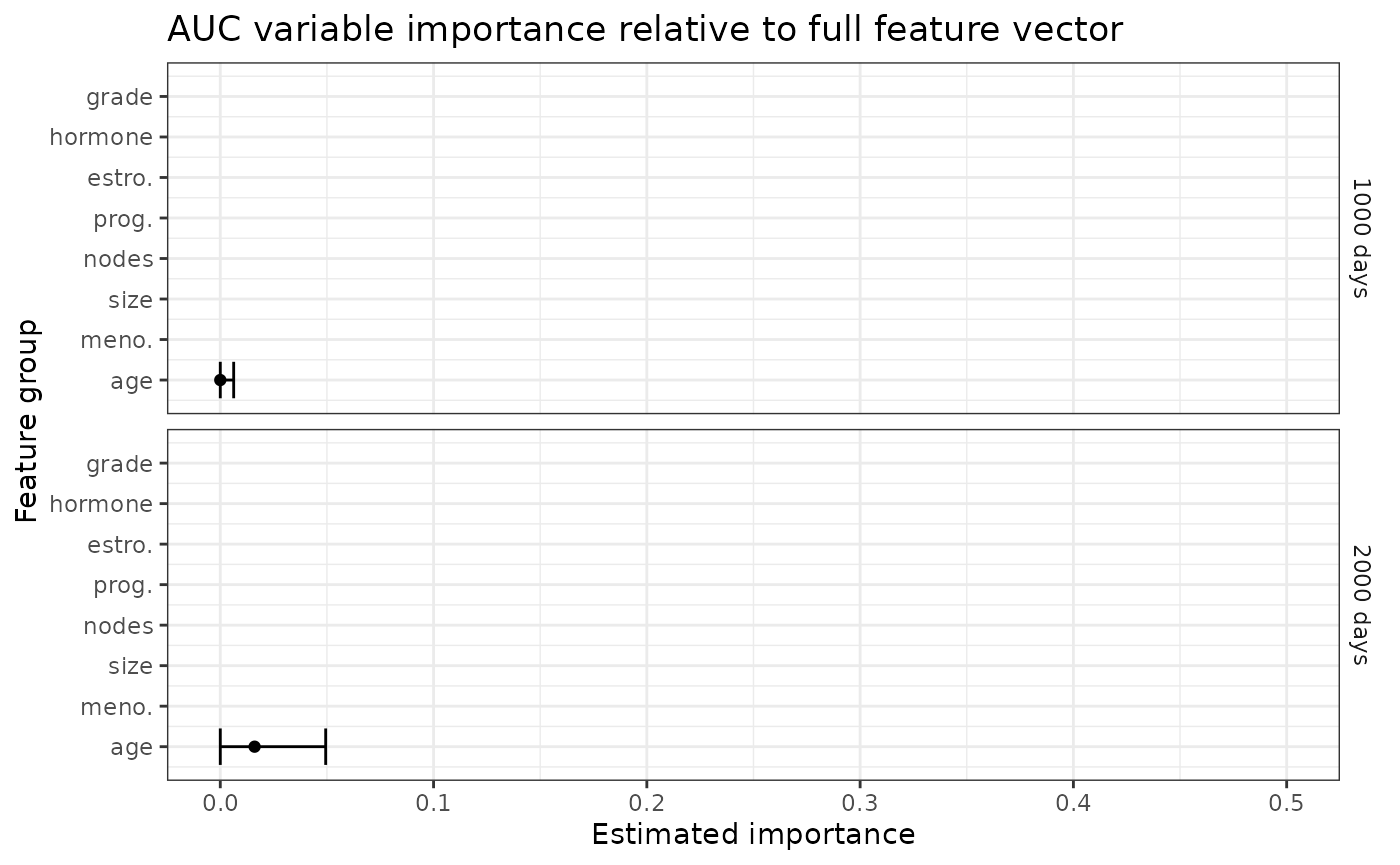 AUC variable importance relative to full feature vector
Feature group
grade
hormone
estro.
prog.
nodes
size
meno.
age
1000 days
grade
hormone
estro.
prog.
nodes
size
meno.
age
2000 days
0.0 0.1 0.2 0.3 0.4 0.5
Estimated importance